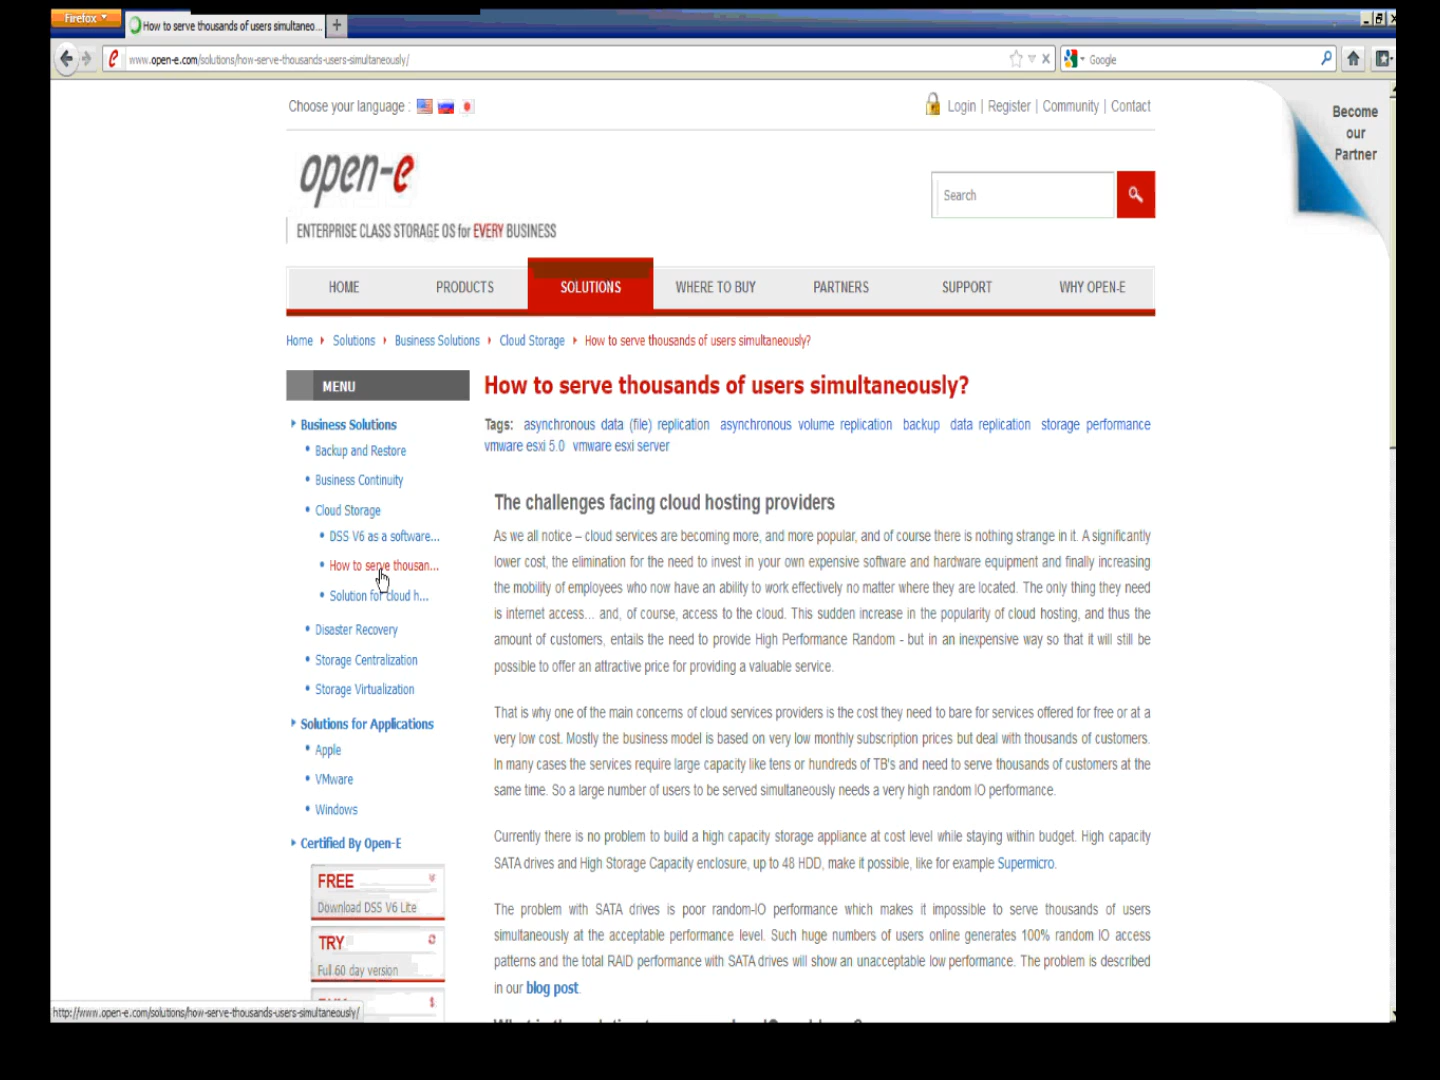 Firefox
How to serve thousands of users simultaneo...
www.open-e.com/solutions/how-serve-thousands-users-simultaneously/
Google
Choose your language :
Login | Register | Community | Contact
Become
our
Partner
open-e
Search
ENTERPRISE CLASS STORAGE OS for EVERY BUSINESS
HOME PRODUCTS SOLUTIONS WHERE TO BUY PARTNERS SUPPORT WHY OPEN-E
Home Solutions Business Solutions Cloud Storage How to serve thousands of users simultaneously?
MENU
Business Solutions
Backup and Restore
Business Continuity
Cloud Storage
DSS V6 as a software...
How to serve thousan...
Solution for cloud h...
Disaster Recovery
Storage Centralization
Storage Virtualization
Solutions for Applications
Apple
VMware
Windows
Certified By Open-E
FREE
Download DSS V6 Lite
TRY
Full 60 day version
How to serve thousands of users simultaneously?
Tags: asynchronous data (file) replication asynchronous volume replication backup data replication storage performance
vmware esxi 5.0 vmware esxi server
The challenges facing cloud hosting providers
As we all notice – cloud services are becoming more, and more popular, and of course there is nothing strange in it. A significantly
lower cost, the elimination for the need to invest in your own expensive software and hardware equipment and finally increasing
the mobility of employees who now have an ability to work effectively no matter where they are located. The only thing they need
is internet access... and, of course, access to the cloud. This sudden increase in the popularity of cloud hosting, and thus the
amount of customers, entails the need to provide High Performance Random - but in an inexpensive way so that it will still be
possible to offer an attractive price for providing a valuable service.
That is why one of the main concerns of cloud services providers is the cost they need to bare for services offered for free or at a
very low cost. Mostly the business model is based on very low monthly subscription prices but deal with thousands of customers.
In many cases the services require large capacity like tens or hundreds of TB's and need to serve thousands of customers at the
same time. So a large number of users to be served simultaneously needs a very high random IO performance.
Currently there is no problem to build a high capacity storage appliance at cost level while staying within budget. High capacity
SATA drives and High Storage Capacity enclosure, up to 48 HDD, make it possible, like for example Supermicro.
The problem with SATA drives is poor random-IO performance which makes it impossible to serve thousands of users
simultaneously at the acceptable performance level. Such huge numbers of users online generates 100% random IO access
patterns and the total RAID performance with SATA drives will show an unacceptable low performance. The problem is described
in our blog post.
http://www.open-e.com/solutions/how-serve-thousands-users-simultaneously/